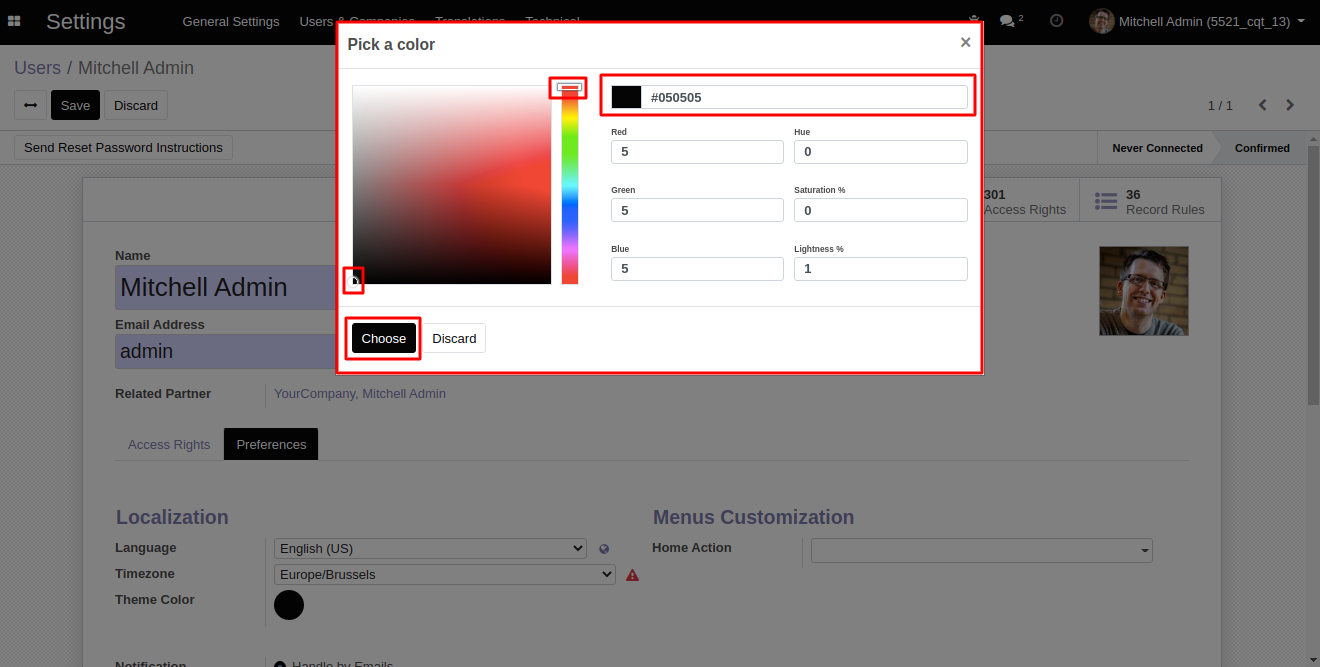 Settings General Settings Users & Companies Translations Technical 2 Mitchell Admin (5521_cqt_13)
Pick a color ×
Users / Mitchell Admin
Save Discard
1 / 1
#050505
Send Reset Password Instructions
Never Connected Confirmed
Red Hue
5 0
Green Saturation %
5 0
Blue Lightness %
5 1
301
Access Rights
36
Record Rules
Name
Mitchell Admin
Email Address
admin
Choose Discard
Related Partner YourCompany, Mitchell Admin
Access Rights Preferences
Localization Menus Customization
Language English (US) Home Action
Timezone Europe/Brussels
Theme Color
Notification Handle by Emails